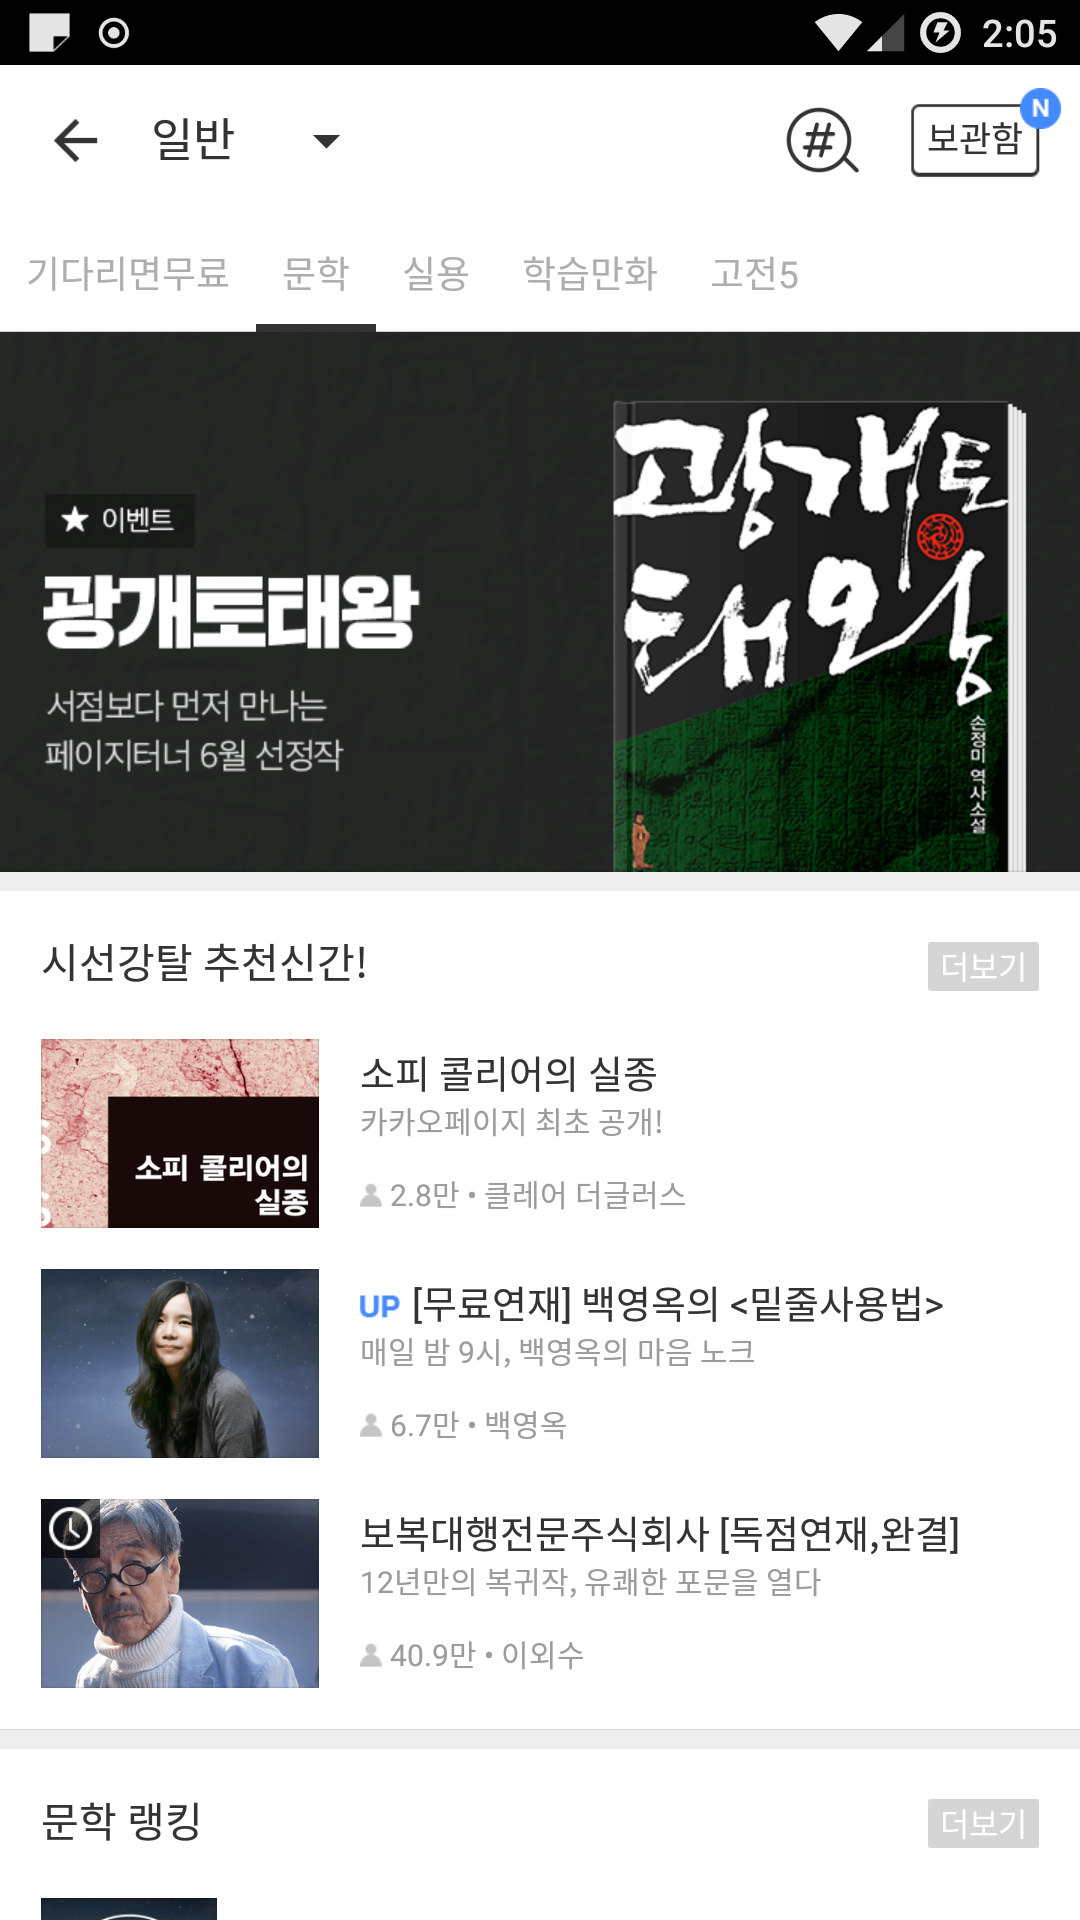 2:05
일반
#
보관함
N
기다리면무료 문학 실용 학습만화 고전5
★ 이벤트
광개토태왕
서점보다 먼저 만나는
페이지터너 6월 선정작
광개토
태왕
손정미 역사소설
시선강탈 추천신간!
더보기
소피 콜리어의
실종
소피 콜리어의 실종
카카오페이지 최초 공개!
2.8만 • 클레어 더글러스
UP [무료연재] 백영옥의 <밑줄사용법>
매일 밤 9시, 백영옥의 마음 노크
6.7만 • 백영옥
보복대행전문주식회사 [독점연재,완결]
12년만의 복귀작, 유쾌한 포문을 열다
40.9만 • 이외수
문학 랭킹
더보기